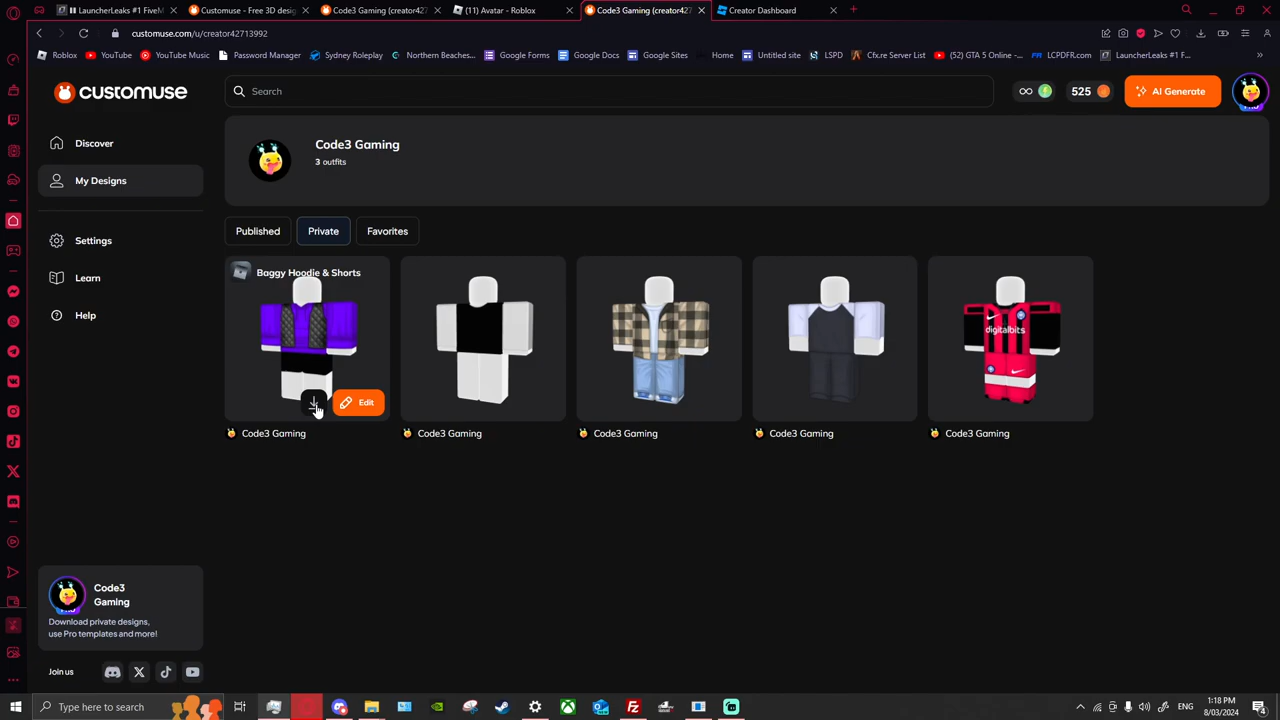 LauncherLeaks #1 FiveM
Customuse - Free 3D desig
Code3 Gaming (creator427
(11) Avatar - Roblox
Code3 Gaming (creator427
Creator Dashboard
customuse.com/u/creator42713992
Roblox
YouTube
YouTube Music
Password Manager
Sydney Roleplay
Northern Beaches...
Google Forms
Google Docs
Google Sites
Home
Untitled site
LSPD
Cfx.re Server List
(52) GTA 5 Online -...
LCPDFR.com
LauncherLeaks #1 F...
customuse
Search
525
AI Generate
Discover
My Designs
Settings
Learn
Help
Code3 Gaming
3 outfits
Published
Private
Favorites
Baggy Hoodie & Shorts
digitalbits
Edit
Code3 Gaming
Code3 Gaming
Code3 Gaming
Code3 Gaming
Code3 Gaming
Code3
Gaming
Download private designs,
use Pro templates and more!
Join us
Type here to search
ENG
1:18 PM
8/03/2024